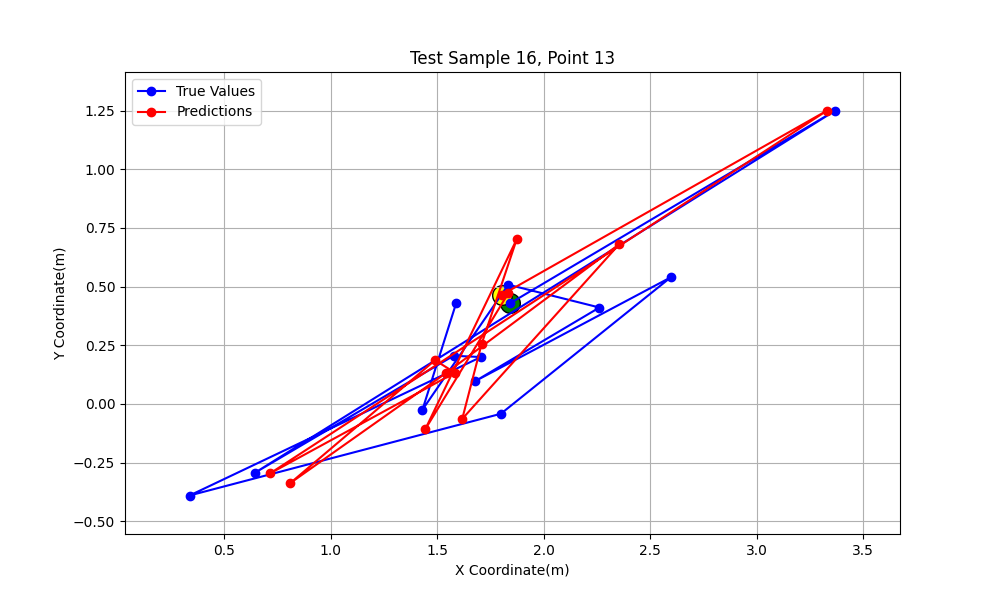 Test Sample 16, Point 13
True Values
Predictions
Y Coordinate(m)
1.25
1.00
0.75
0.50
0.25
0.00
−0.25
−0.50
0.5 1.0 1.5 2.0 2.5 3.0 3.5
X Coordinate(m)